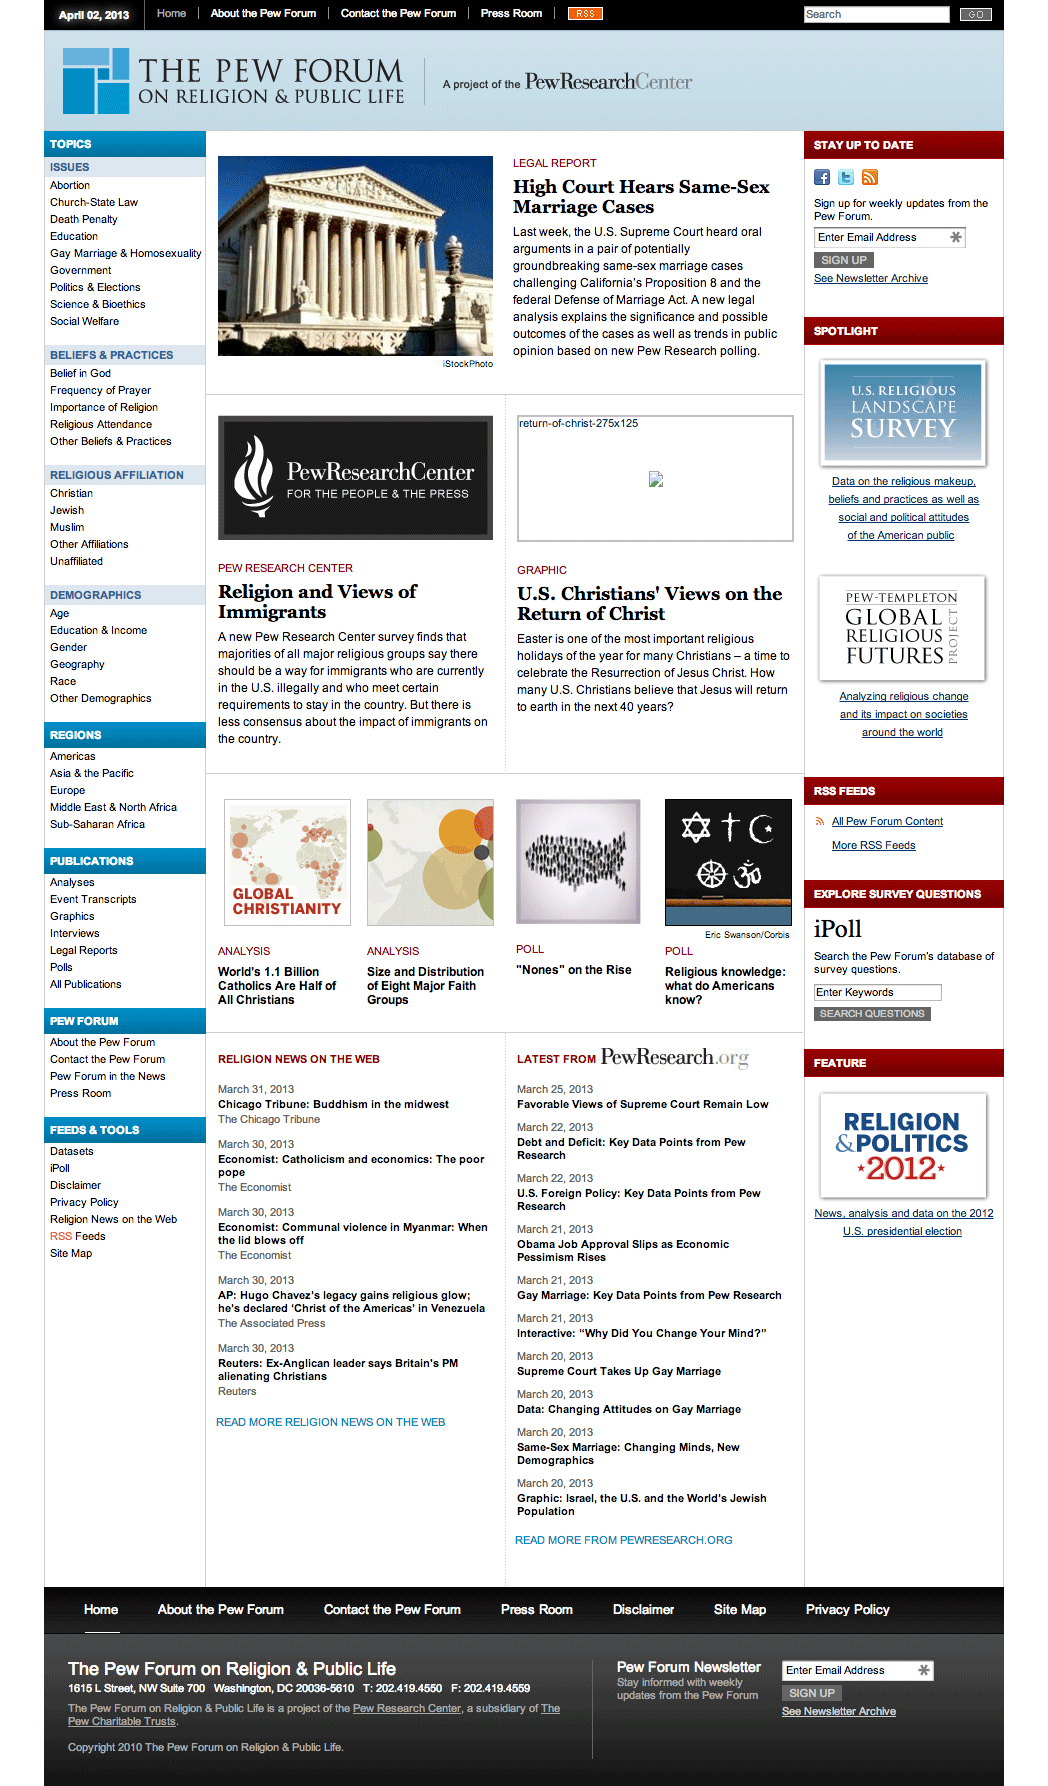 April 02, 2013
Home
About the Pew Forum
Contact the Pew Forum
Press Room
RSS
Search
GO
THE PEW FORUM
ON RELIGION & PUBLIC LIFE
A project of the PewResearchCenter
TOPICS
ISSUES
Abortion
Church-State Law
Death Penalty
Education
Gay Marriage & Homosexuality
Government
Politics & Elections
Science & Bioethics
Social Welfare
BELIEFS & PRACTICES
Belief in God
Frequency of Prayer
Importance of Religion
Religious Attendance
Other Beliefs & Practices
RELIGIOUS AFFILIATION
Christian
Jewish
Muslim
Other Affiliations
Unaffiliated
DEMOGRAPHICS
Age
Education & Income
Gender
Geography
Race
Other Demographics
REGIONS
Americas
Asia & the Pacific
Europe
Middle East & North Africa
Sub-Saharan Africa
PUBLICATIONS
Analyses
Event Transcripts
Graphics
Interviews
Legal Reports
Polls
All Publications
PEW FORUM
About the Pew Forum
Contact the Pew Forum
Pew Forum in the News
Press Room
FEEDS & TOOLS
Datasets
iPoll
Disclaimer
Privacy Policy
Religion News on the Web
RSS Feeds
Site Map
iStockPhoto
LEGAL REPORT
High Court Hears Same-Sex
Marriage Cases
Last week, the U.S. Supreme Court heard oral
arguments in a pair of potentially
groundbreaking same-sex marriage cases
challenging California's Proposition 8 and the
federal Defense of Marriage Act. A new legal
analysis explains the significance and possible
outcomes of the cases as well as trends in public
opinion based on new Pew Research polling.
PewResearchCenter
FOR THE PEOPLE & THE PRESS
PEW RESEARCH CENTER
Religion and Views of
Immigrants
A new Pew Research Center survey finds that
majorities of all major religious groups say there
should be a way for immigrants who are currently
in the U.S. illegally and who meet certain
requirements to stay in the country. But there is
less consensus about the impact of immigrants on
the country.
return-of-christ-275x125
GRAPHIC
U.S. Christians' Views on the
Return of Christ
Easter is one of the most important religious
holidays of the year for many Christians – a time to
celebrate the Resurrection of Jesus Christ. How
many U.S. Christians believe that Jesus will return
to earth in the next 40 years?
GLOBAL
CHRISTIANITY
ANALYSIS
World's 1.1 Billion
Catholics Are Half of
All Christians
ANALYSIS
Size and Distribution
of Eight Major Faith
Groups
POLL
"Nones" on the Rise
Eric Swanson/Corbis
POLL
Religious knowledge:
what do Americans
know?
RELIGION NEWS ON THE WEB
March 31, 2013
Chicago Tribune: Buddhism in the midwest
The Chicago Tribune
March 30, 2013
Economist: Catholicism and economics: The poor
pope
The Economist
March 30, 2013
Economist: Communal violence in Myanmar: When
the lid blows off
The Economist
March 30, 2013
AP: Hugo Chavez's legacy gains religious glow;
he's declared ‘Christ of the Americas’ in Venezuela
The Associated Press
March 30, 2013
Reuters: Ex-Anglican leader says Britain's PM
alienating Christians
Reuters
READ MORE RELIGION NEWS ON THE WEB
LATEST FROM PewResearch.org
March 25, 2013
Favorable Views of Supreme Court Remain Low
March 22, 2013
Debt and Deficit: Key Data Points from Pew
Research
March 22, 2013
U.S. Foreign Policy: Key Data Points from Pew
Research
March 21, 2013
Obama Job Approval Slips as Economic
Pessimism Rises
March 21, 2013
Gay Marriage: Key Data Points from Pew Research
March 21, 2013
Interactive: “Why Did You Change Your Mind?”
March 20, 2013
Supreme Court Takes Up Gay Marriage
March 20, 2013
Data: Changing Attitudes on Gay Marriage
March 20, 2013
Same-Sex Marriage: Changing Minds, New
Demographics
March 20, 2013
Graphic: Israel, the U.S. and the World's Jewish
Population
READ MORE FROM PEWRESEARCH.ORG
STAY UP TO DATE
Sign up for weekly updates from the
Pew Forum.
Enter Email Address
SIGN UP
See Newsletter Archive
SPOTLIGHT
U.S. RELIGIOUS
LANDSCAPE
SURVEY
Data on the religious makeup,
beliefs and practices as well as
social and political attitudes
of the American public
PEW-TEMPLETON
GLOBAL
RELIGIOUS
FUTURES
PROJECT
Analyzing religious change
and its impact on societies
around the world
RSS FEEDS
All Pew Forum Content
More RSS Feeds
EXPLORE SURVEY QUESTIONS
iPoll
Search the Pew Forum's database of
survey questions.
Enter Keywords
SEARCH QUESTIONS
FEATURE
RELIGION
&POLITICS
2012
News, analysis and data on the 2012
U.S. presidential election
Home
About the Pew Forum
Contact the Pew Forum
Press Room
Disclaimer
Site Map
Privacy Policy
The Pew Forum on Religion & Public Life
1615 L Street, NW Suite 700 Washington, DC 20036-5610 T: 202.419.4550 F: 202.419.4559
The Pew Forum on Religion & Public Life is a project of the Pew Research Center, a subsidiary of The
Pew Charitable Trusts.
Copyright 2010 The Pew Forum on Religion & Public Life.
Pew Forum Newsletter
Stay informed with weekly
updates from the Pew Forum
Enter Email Address
SIGN UP
See Newsletter Archive